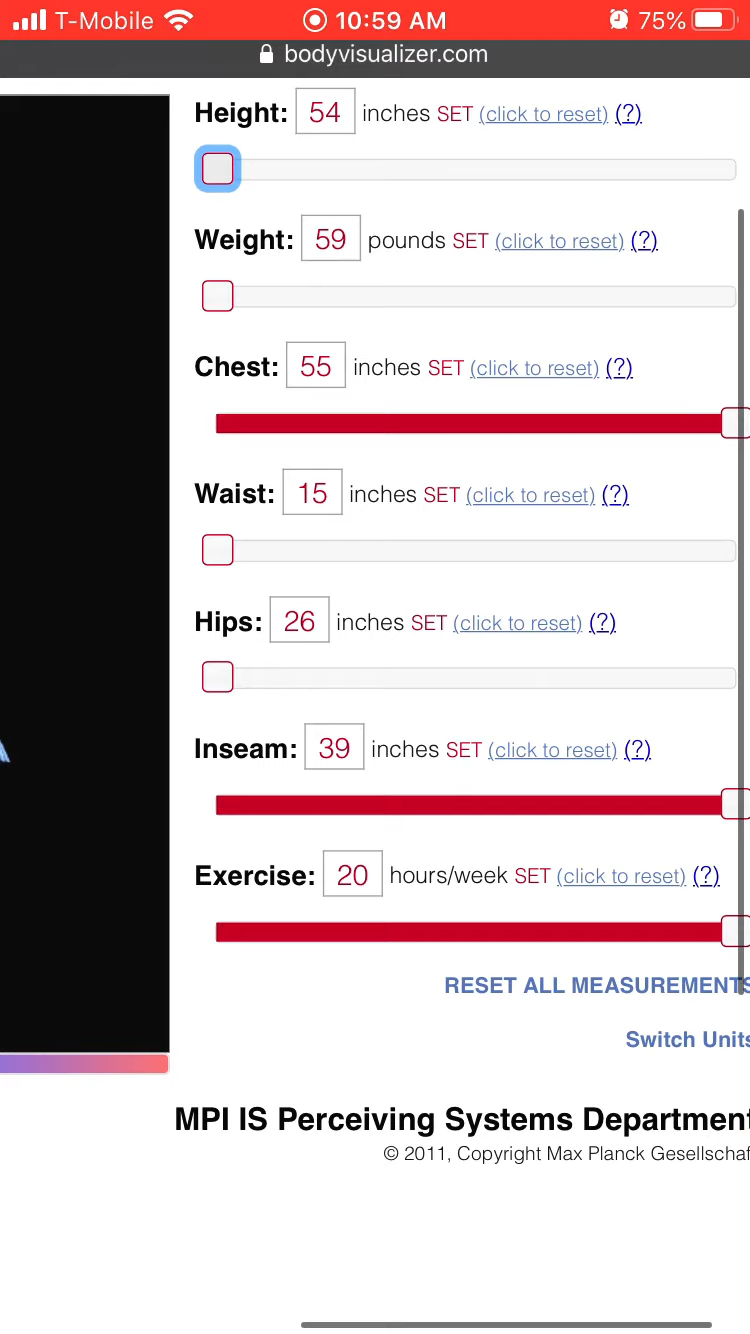 T-Mobile 10:59 AM 75%
bodyvisualizer.com
Height: 54 inches SET (click to reset) (?)
Weight: 59 pounds SET (click to reset) (?)
Chest: 55 inches SET (click to reset) (?)
Waist: 15 inches SET (click to reset) (?)
Hips: 26 inches SET (click to reset) (?)
Inseam: 39 inches SET (click to reset) (?)
Exercise: 20 hours/week SET (click to reset) (?)
RESET ALL MEASUREMENTS
Switch Units
MPI IS Perceiving Systems Department
© 2011, Copyright Max Planck Gesellschaf